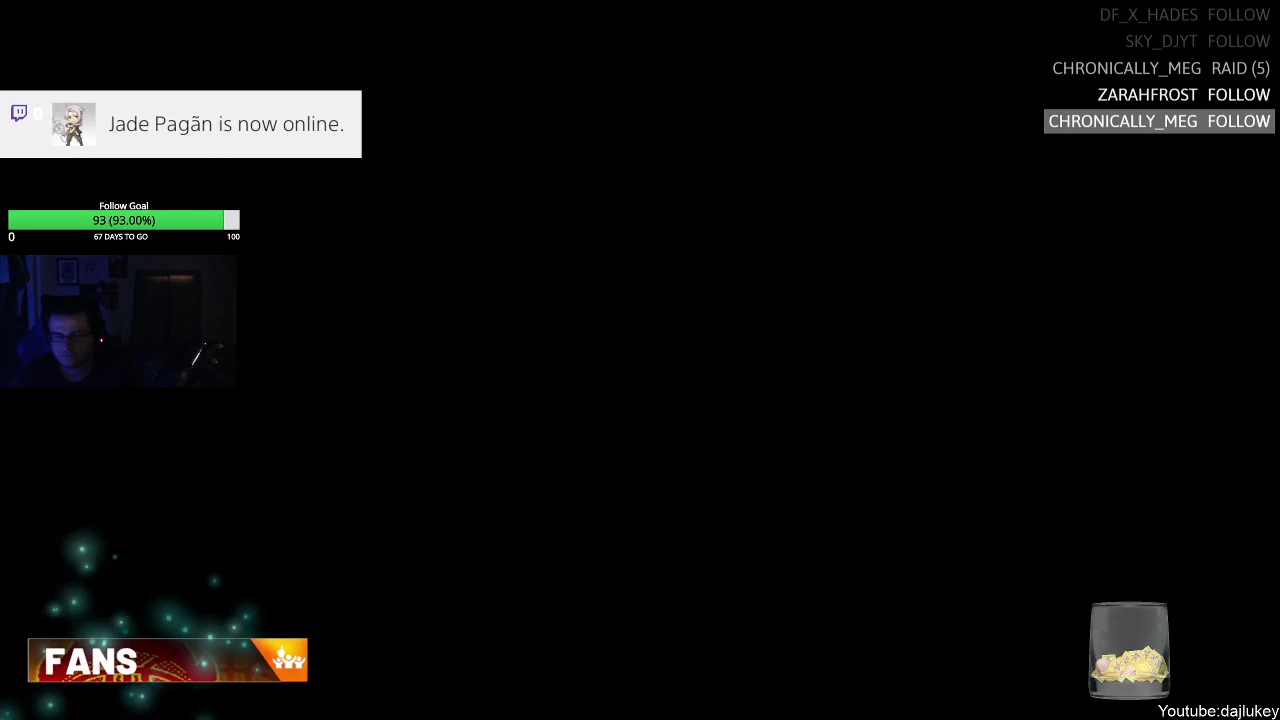 DF_X_HADES FOLLOW
SKY_DJYT FOLLOW
CHRONICALLY_MEG RAID (5)
ZARAHFROST FOLLOW
CHRONICALLY_MEG FOLLOW
0
Jade Pagãn is now online.
Follow Goal
93 (93.00%)
0 67 DAYS TO GO 100
FANS
Youtube:dajlukey